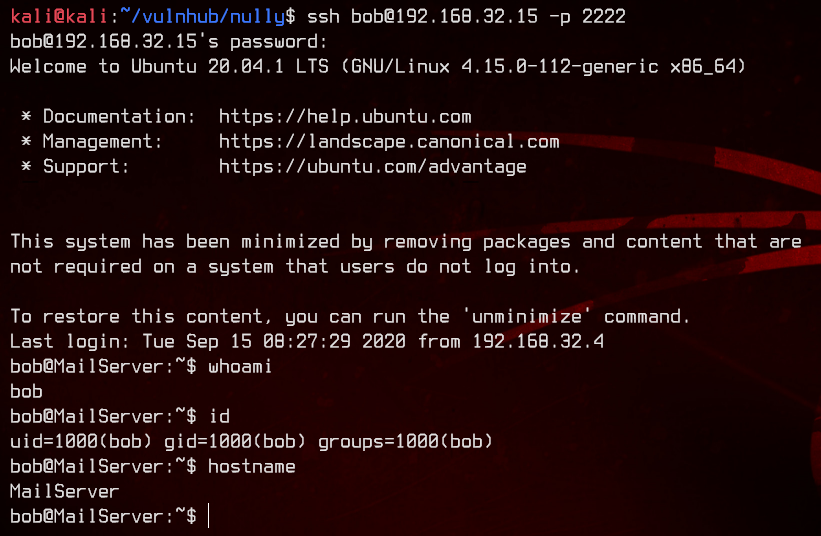 kali@kali:~/vulnhub/nully$ ssh bob@192.168.32.15 -p 2222
bob@192.168.32.15's password:
Welcome to Ubuntu 20.04.1 LTS (GNU/Linux 4.15.0-112-generic x86_64)
* Documentation:  https://help.ubuntu.com
* Management:     https://landscape.canonical.com
* Support:        https://ubuntu.com/advantage
This system has been minimized by removing packages and content that are
not required on a system that users do not log into.
To restore this content, you can run the 'unminimize' command.
Last login: Tue Sep 15 08:27:29 2020 from 192.168.32.4
bob@MailServer:~$ whoami
bob
bob@MailServer:~$ id
uid=1000(bob) gid=1000(bob) groups=1000(bob)
bob@MailServer:~$ hostname
MailServer
bob@MailServer:~$